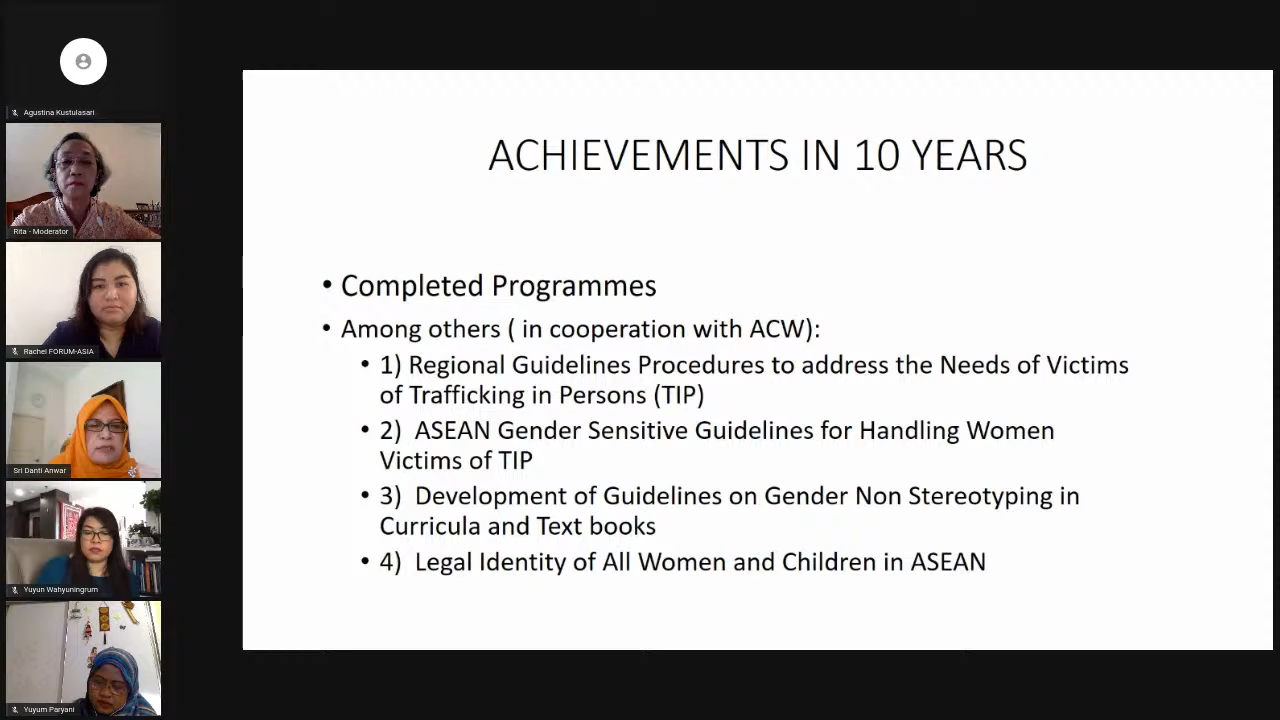 Agustina Kustulasari
Rita - Moderator
Rachel FORUM-ASIA
Sri Danti Anwar
Yuyun Wahyuningrum
Yuyum Paryani
ACHIEVEMENTS IN 10 YEARS
• Completed Programmes
• Among others ( in cooperation with ACW):
• 1) Regional Guidelines Procedures to address the Needs of Victims
of Trafficking in Persons (TIP)
• 2) ASEAN Gender Sensitive Guidelines for Handling Women
Victims of TIP
• 3) Development of Guidelines on Gender Non Stereotyping in
Curricula and Text books
• 4) Legal Identity of All Women and Children in ASEAN